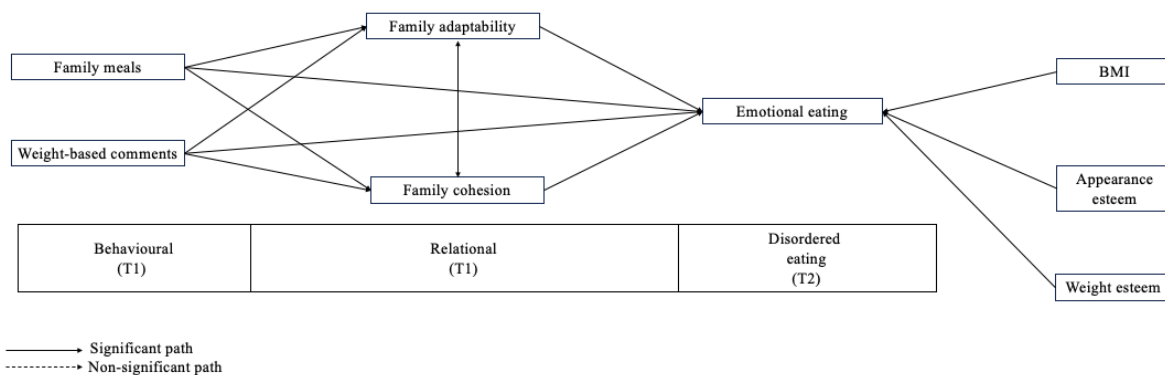 Family adaptability
Family meals
BMI
Emotional eating
Weight-based comments
Family cohesion
Appearance
esteem
Behavioural
(T1)
Relational
(T1)
Disordered
eating
(T2)
Weight esteem
Significant path
Non-significant path